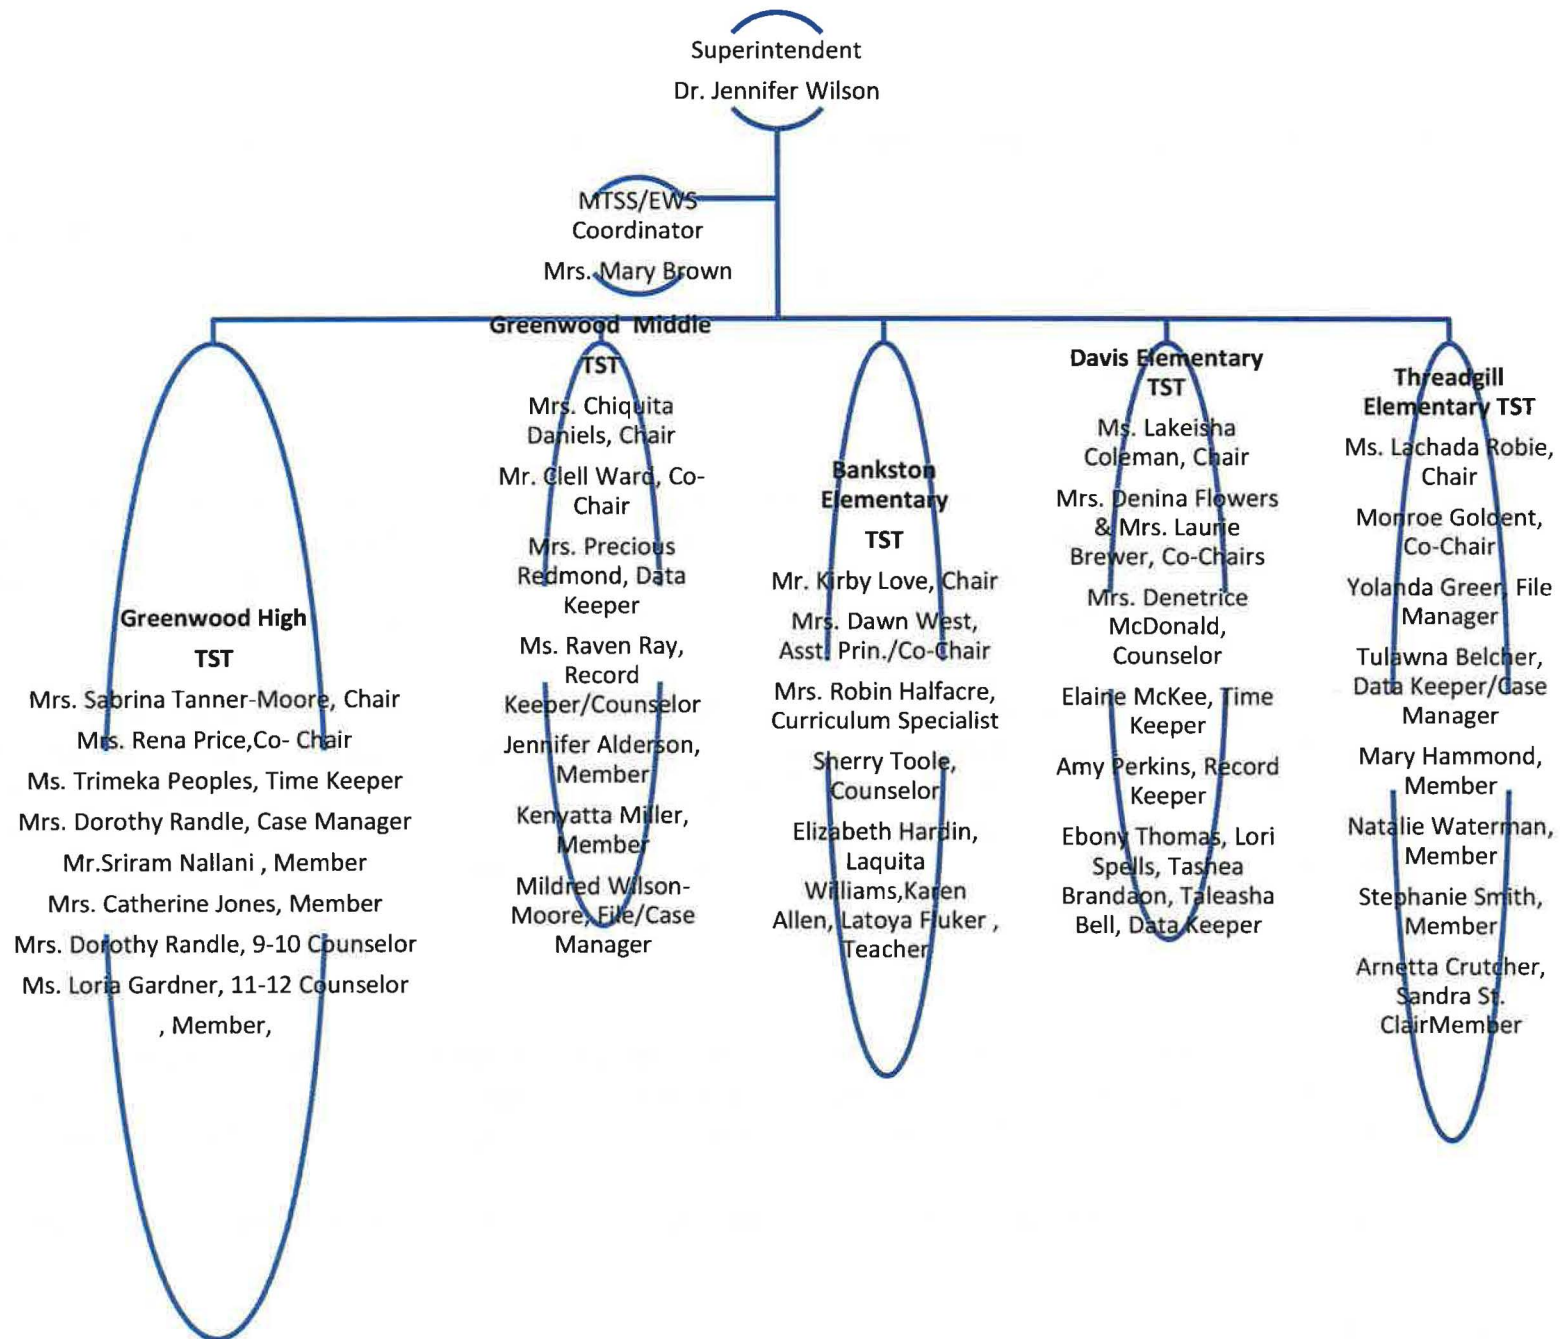 Superintendent
Dr. Jennifer Wilson
MTSS/EWS
Coordinator
Mrs. Mary Brown
Greenwood High
TST
Mrs. Sabrina Tanner-Moore, Chair
Mrs. Rena Price,Co- Chair
Ms. Trimeka Peoples, Time Keeper
Mrs. Dorothy Randle, Case Manager
Mr.Sriram Nallani , Member
Mrs. Catherine Jones, Member
Mrs. Dorothy Randle, 9-10 Counselor
Ms. Loria Gardner, 11-12 Counselor
, Member,
Greenwood Middle
TST
Mrs. Chiquita
Daniels, Chair
Mr. Clell Ward, Co-
Chair
Mrs. Precious
Redmond, Data
Keeper
Ms. Raven Ray,
Record
Keeper/Counselor
Jennifer Alderson,
Member
Kenyatta Miller,
Member
Mildred Wilson-
Moore, File/Case
Manager
Bankston
Elementary
TST
Mr. Kirby Love, Chair
Mrs. Dawn West,
Asst. Prin./Co-Chair
Mrs. Robin Halfacre,
Curriculum Specialist
Sherry Toole,
Counselor
Elizabeth Hardin,
Laquita
Williams,Karen
Allen, Latoya Fluker ,
Teacher
Davis Elementary
TST
Ms. Lakeisha
Coleman, Chair
Mrs. Denina Flowers
& Mrs. Laurie
Brewer, Co-Chairs
Mrs. Denetrice
McDonald,
Counselor
Elaine McKee, Time
Keeper
Amy Perkins, Record
Keeper
Ebony Thomas, Lori
Spells, Tashea
Brandaon, Taleasha
Bell, Data Keeper
Threadgill
Elementary TST
Ms. Lachada Robie,
Chair
Monroe Goldent,
Co-Chair
Yolanda Greer, File
Manager
Tulawna Belcher,
Data Keeper/Case
Manager
Mary Hammond,
Member
Natalie Waterman,
Member
Stephanie Smith,
Member
Arnetta Crutcher,
Sandra St.
ClairMember